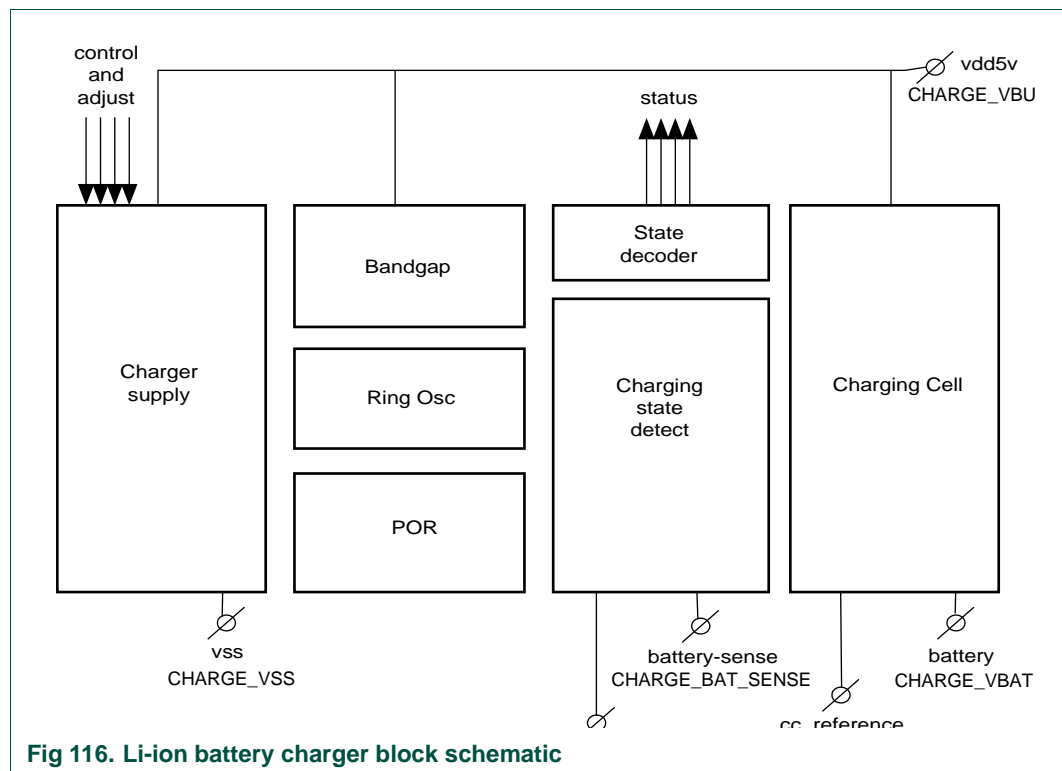 control
and
adjust
status
vdd5v
CHARGE_VBU
Charger
supply
Bandgap
Ring Osc
POR
State
decoder
Charging
state
detect
Charging Cell
vss
CHARGE_VSS
battery-sense
CHARGE_BAT_SENSE
battery
CHARGE_VBAT
cc_reference
Fig 116. Li-ion battery charger block schematic